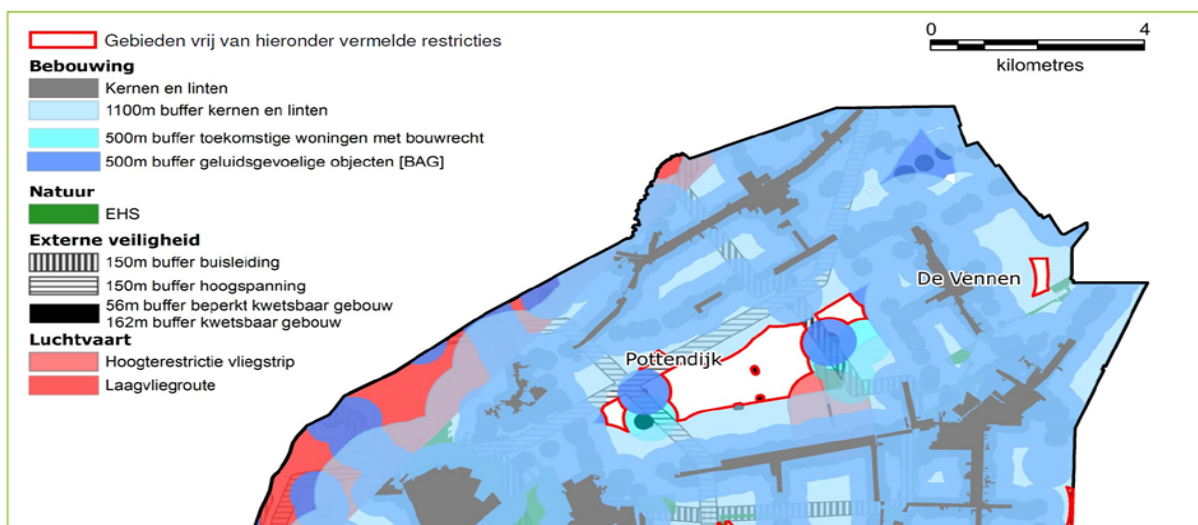 Gebieden vrij van hieronder vermelde restricties
Bebouwing
Kernen en linten
1100m buffer kernen en linten
500m buffer toekomstige woningen met bouwrecht
500m buffer geluidsgevoelige objecten [BAG]
Natuur
EHS
Externe veiligheid
150m buffer buisleiding
150m buffer hoogspanning
56m buffer beperkt kwetsbaar gebouw
162m buffer kwetsbaar gebouw
Luchtvaart
Hoogterestrictie vliegstrip
Laagvliegroute
0 4
kilometres
De Vennen
Pottendijk